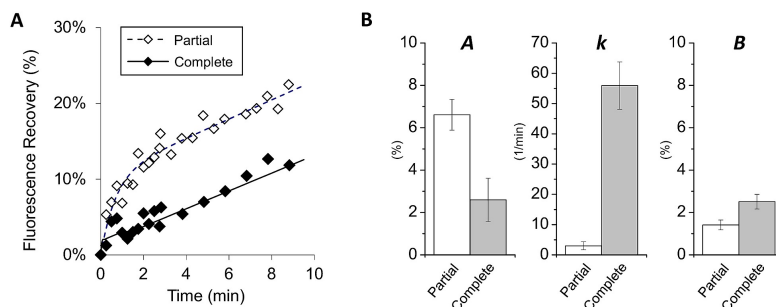 A
30%
20%
10%
0%
Fluorescence Recovery (%)
Partial
Complete
0 2 4 6 8 10
Time (min)
B
A
10
8
6
4
2
0
(%)
Partial
Complete
k
70
60
50
40
30
20
10
0
(1/min)
Partial
Complete
B
10
8
6
4
2
0
(%)
Partial
Complete